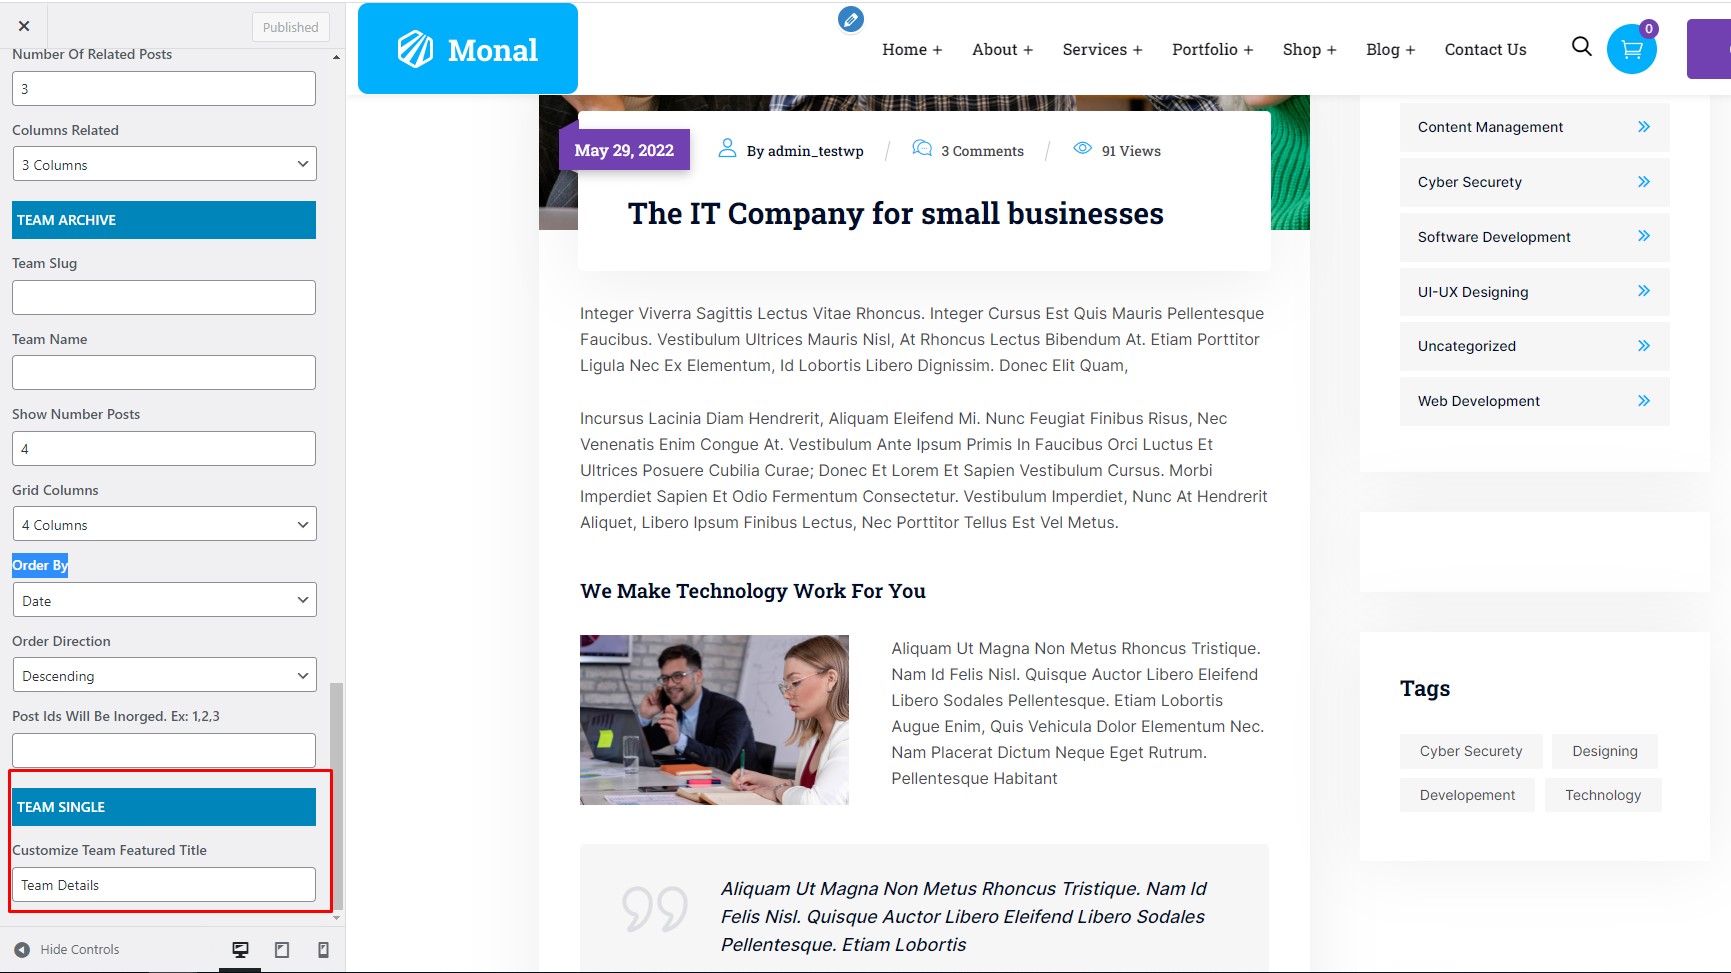 Published
Number Of Related Posts
3
Columns Related
3 Columns
TEAM ARCHIVE
Team Slug
Team Name
Show Number Posts
4
Grid Columns
4 Columns
Order By
Date
Order Direction
Descending
Post Ids Will Be Inorged. Ex: 1,2,3
TEAM SINGLE
Customize Team Featured Title
Team Details
Hide Controls
Monal
Home +
About +
Services +
Portfolio +
Shop +
Blog +
Contact Us
0
May 29, 2022
By admin_testwp
3 Comments
91 Views
The IT Company for small businesses
Integer Viverra Sagittis Lectus Vitae Rhoncus. Integer Cursus Est Quis Mauris Pellentesque
Faucibus. Vestibulum Ultrices Mauris Nisl, At Rhoncus Lectus Bibendum At. Etiam Porttitor
Ligula Nec Ex Elementum, Id Lobortis Libero Dignissim. Donec Elit Quam,
Incursus Lacinia Diam Hendrerit, Aliquam Eleifend Mi. Nunc Feugiat Finibus Risus, Nec
Venenatis Enim Congue At. Vestibulum Ante Ipsum Primis In Faucibus Orci Luctus Et
Ultrices Posuere Cubilia Curae; Donec Et Lorem Et Sapien Vestibulum Cursus. Morbi
Imperdiet Sapien Et Odio Fermentum Consectetur. Vestibulum Imperdiet, Nunc At Hendrerit
Aliquet, Libero Ipsum Finibus Lectus, Nec Porttitor Tellus Est Vel Metus.
We Make Technology Work For You
Aliquam Ut Magna Non Metus Rhoncus Tristique.
Nam Id Felis Nisl. Quisque Auctor Libero Eleifend
Libero Sodales Pellentesque. Etiam Lobortis
Augue Enim, Quis Vehicula Dolor Elementum Nec.
Nam Placerat Dictum Neque Eget Rutrum.
Pellentesque Habitant
Aliquam Ut Magna Non Metus Rhoncus Tristique. Nam Id
Felis Nisl. Quisque Auctor Libero Eleifend Libero Sodales
Pellentesque. Etiam Lobortis
Content Management
Cyber Securety
Software Development
UI-UX Designing
Uncategorized
Web Development
Tags
Cyber Securety
Designing
Developement
Technology